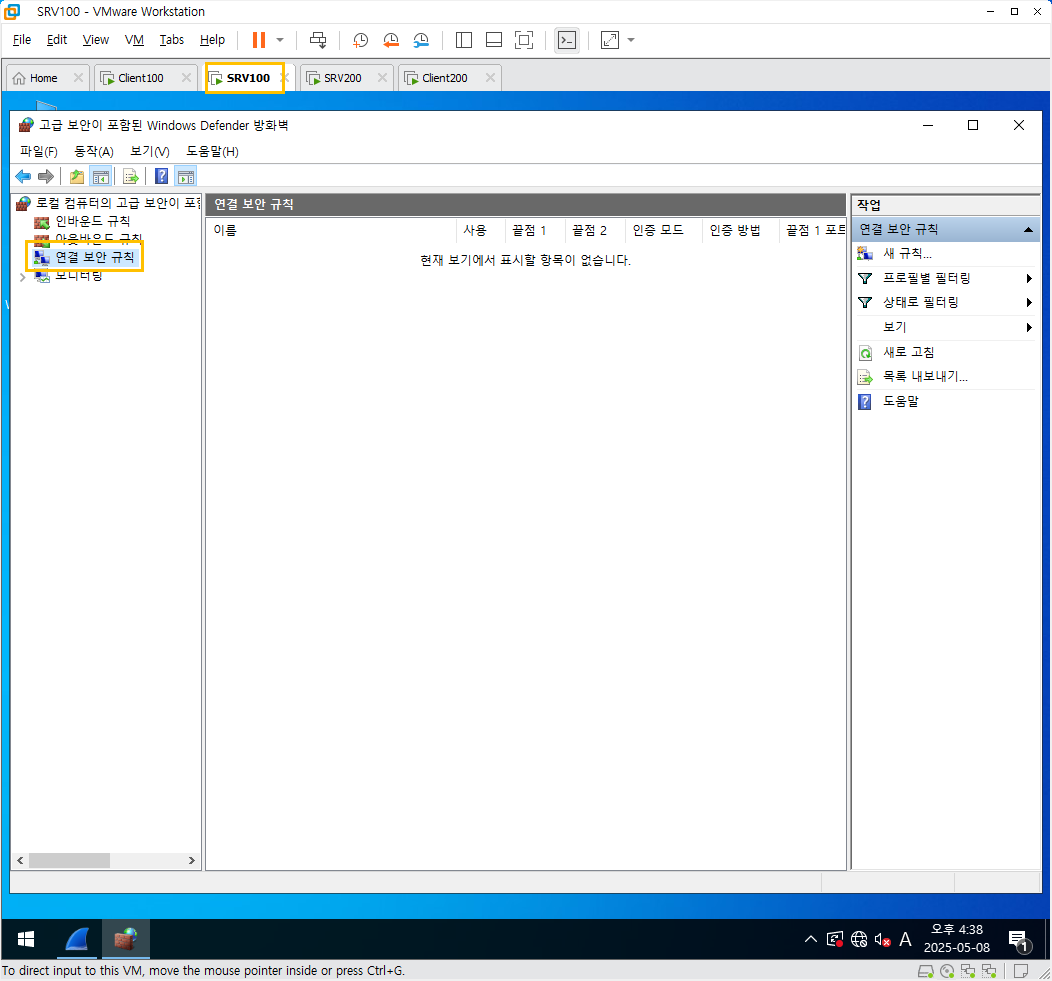 SRV100 - VMware Workstation
File Edit View VM Tabs Help
Home Client100 SRV100 SRV200 Client200
고급 보안이 포함된 Windows Defender 방화벽
파일(F) 동작(A) 보기(V) 도움말(H)
로컬 컴퓨터의 고급 보안이 포함
인바운드 규칙
아웃바운드 규칙
연결 보안 규칙
모니터링
연결 보안 규칙
이름 사용 끝점 1 끝점 2 인증 모드 인증 방법 끝점 1 포트
현재 보기에서 표시할 항목이 없습니다.
작업
연결 보안 규칙
새 규칙...
프로필별 필터링
상태로 필터링
보기
새로 고침
목록 내보내기...
도움말
A
오후 4:38
2025-05-08
1
To direct input to this VM, move the mouse pointer inside or press Ctrl+G.